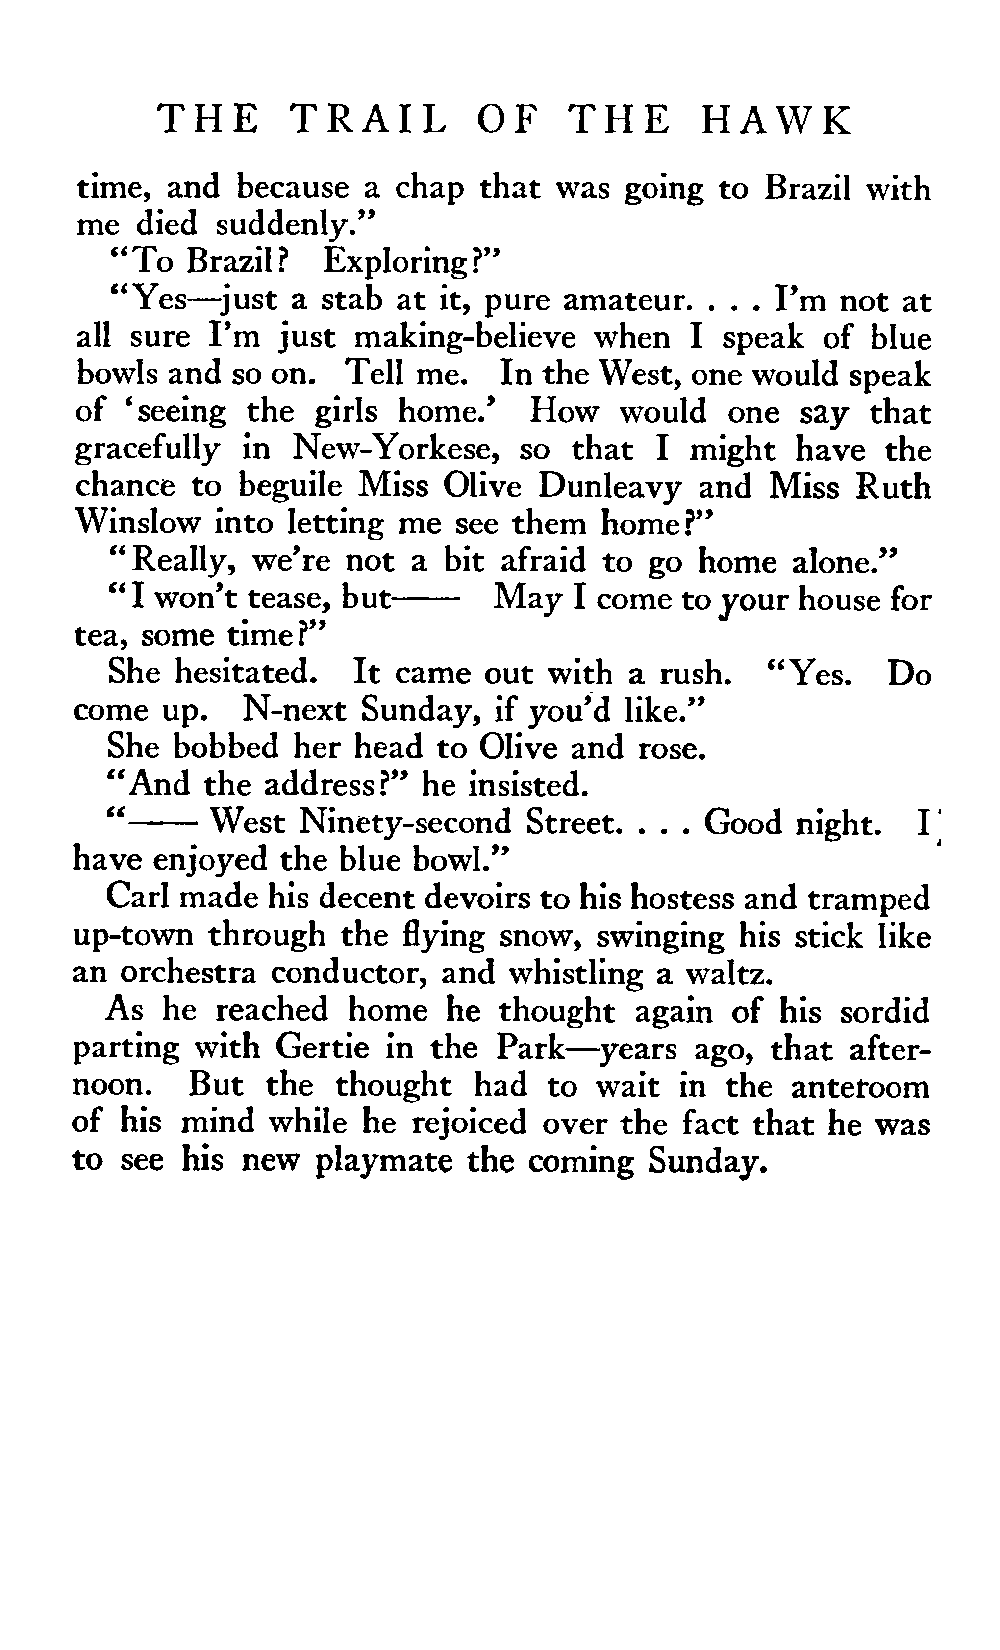 THE TRAIL OF THE HAWK
time, and because a chap that was going to Brazil with
me died suddenly."
"To Brazil? Exploring?"
"Yes—just a stab at it, pure amateur. . . . I'm not at
all sure I'm just making-believe when I speak of blue
bowls and so on. Tell me. In the West, one would speak
of 'seeing the girls home.' How would one say that
gracefully in New-Yorkese, so that I might have the
chance to beguile Miss Olive Dunleavy and Miss Ruth
Winslow into letting me see them home?"
"Really, we're not a bit afraid to go home alone."
"I won't tease, but—— May I come to your house for
tea, some time?"
She hesitated. It came out with a rush. "Yes. Do
come up. N-next Sunday, if you'd like."
She bobbed her head to Olive and rose.
"And the address?" he insisted.
"—— West Ninety-second Street. . . . Good night. I
have enjoyed the blue bowl."
Carl made his decent devoirs to his hostess and tramped
up-town through the flying snow, swinging his stick like
an orchestra conductor, and whistling a waltz.
As he reached home he thought again of his sordid
parting with Gertie in the Park—years ago, that after-
noon. But the thought had to wait in the anteroom
of his mind while he rejoiced over the fact that he was
to see his new playmate the coming Sunday.